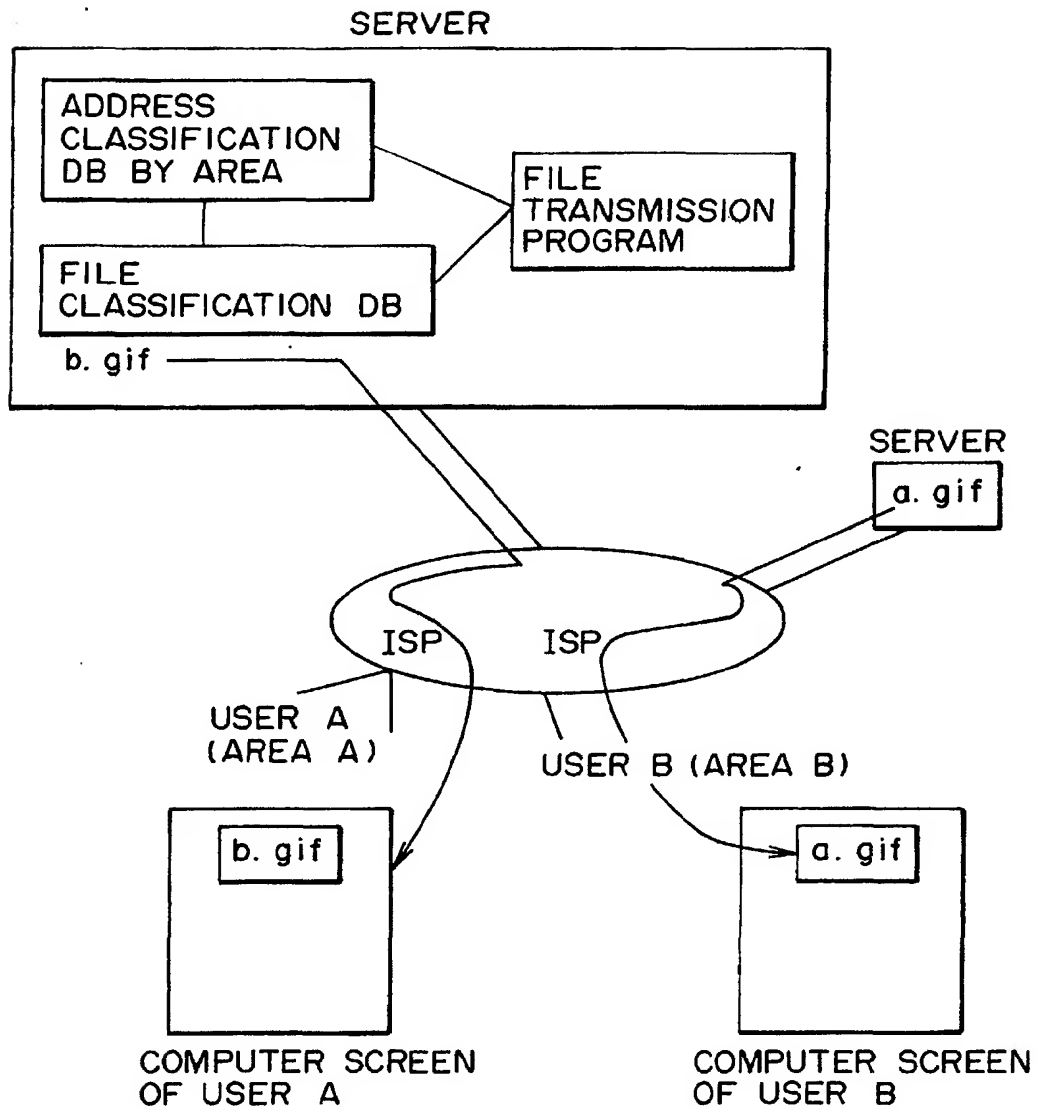 SERVER
ADDRESS
CLASSIFICATION
DB BY AREA
FILE
TRANSMISSION
PROGRAM
FILE
CLASSIFICATION DB
b. gif
SERVER
a. gif
ISP
ISP
USER A
(AREA A)
USER B (AREA B)
b. gif
a. gif
COMPUTER SCREEN
OF USER A
COMPUTER SCREEN
OF USER B